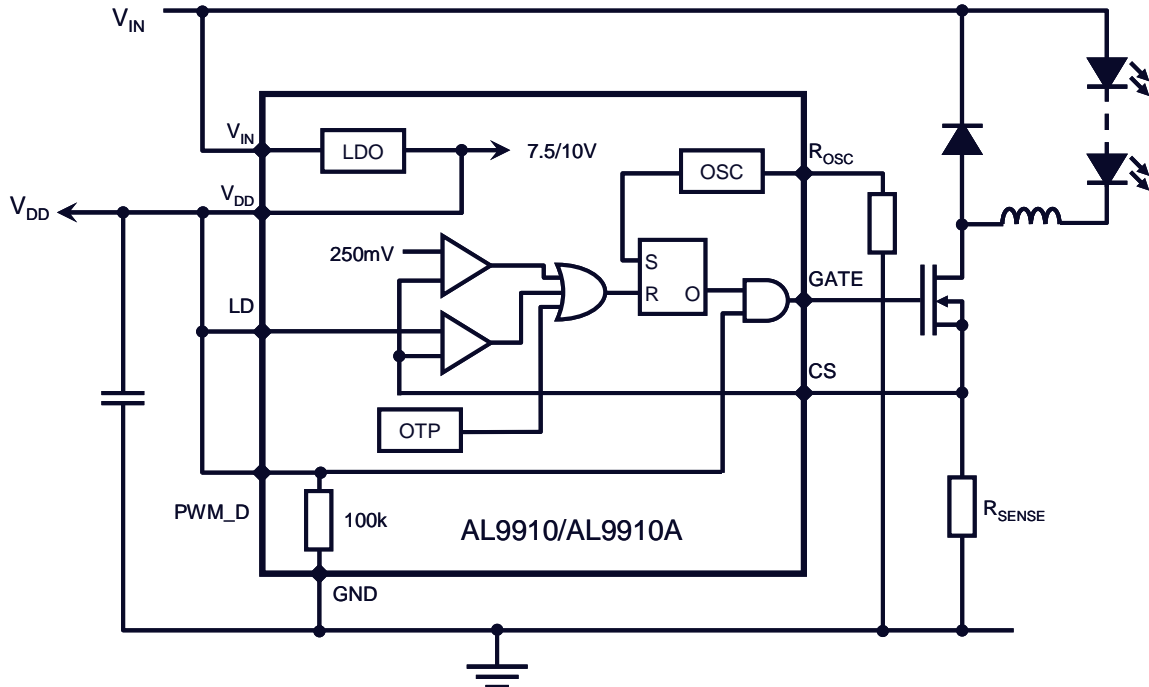 VIN
VIN
LDO
7.5/10V
ROSC
OSC
VDD
VDD
250mV
S
R O
GATE
LD
CS
OTP
PWM_D
100k
AL9910/AL9910A
RSENSE
GND